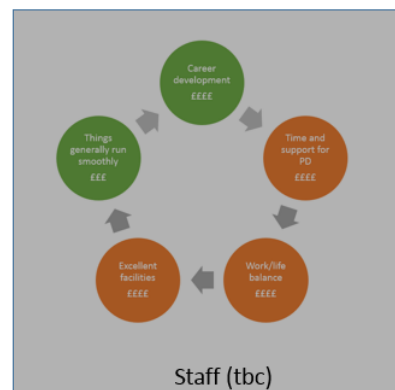 Career
development
££££
Time and
support for
PD
££££
Work/life
balance
££££
Excellent
facilities
££££
Things
generally run
smoothly
£££
Staff (tbc)